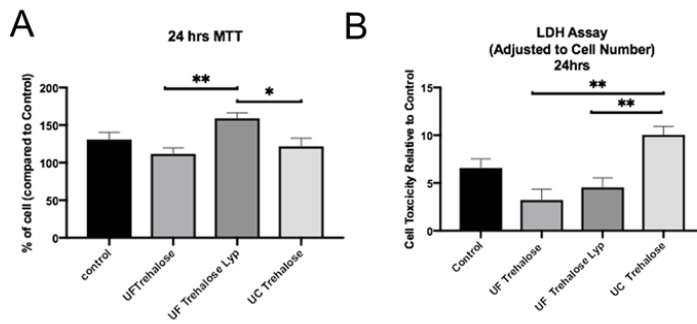 A
24 hrs MTT
% of cell (compared to Control)
200
150
100
50
0
**
*
control
UFTrehalose
UF Trehalose Lyp
UC Trehalose
B
LDH Assay
(Adjusted to Cell Number)
24hrs
Cell Toxcicity Relative to Control
15
10
5
0
**
**
Control
UF Trehalose
UF Trehalose Lyp
UC Trehalose